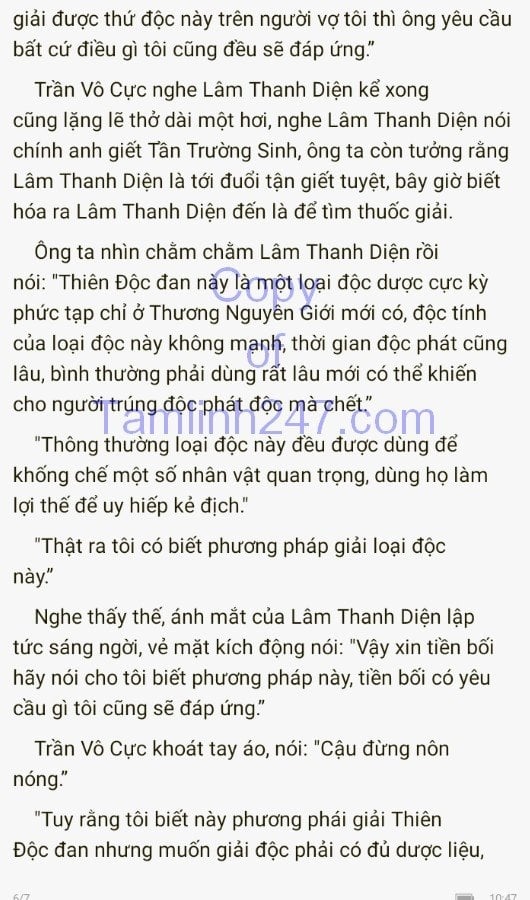 giải được thứ độc này trên người vợ tôi thì ông yêu cầu
bất cứ điều gì tôi cũng đều sẽ đáp ứng.”
Trần Vô Cực nghe Lâm Thanh Diện kể xong
cũng lặng lẽ thở dài một hơi, nghe Lâm Thanh Diện nói
chính anh giết Tần Trường Sinh, ông ta còn tưởng rằng
Lâm Thanh Diện là tới đuổi tận giết tuyệt, bây giờ biết
hóa ra Lâm Thanh Diện đến là để tìm thuốc giải.
Ông ta nhìn chằm chằm Lâm Thanh Diện rồi
nói: "Thiên Độc đan này là một loại độc dược cực kỳ
phức tạp chỉ ở Thương Nguyên Giới mới có, độc tính
của loại độc này không mạnh, thời gian độc phát cũng
lâu, bình thường phải dùng rất lâu mới có thể khiến
cho người trúng độc phát độc mà chết.”
"Thông thường loại độc này đều được dùng để
khống chế một số nhân vật quan trọng, dùng họ làm
lợi thế để uy hiếp kẻ địch."
"Thật ra tôi có biết phương pháp giải loại độc
này.”
Nghe thấy thế, ánh mắt của Lâm Thanh Diện lập
tức sáng ngời, vẻ mặt kích động nói: "Vậy xin tiền bối
hãy nói cho tôi biết phương pháp này, tiền bối có yêu
cầu gì tôi cũng sẽ đáp ứng.”
Trần Vô Cực khoát tay áo, nói: "Cậu đừng nôn
nóng.”
"Tuy rằng tôi biết này phương phái giải Thiên
Độc đan nhưng muốn giải độc phải có đủ dược liệu,
Copy
of
Tamlinh247.com
6/7
10:47